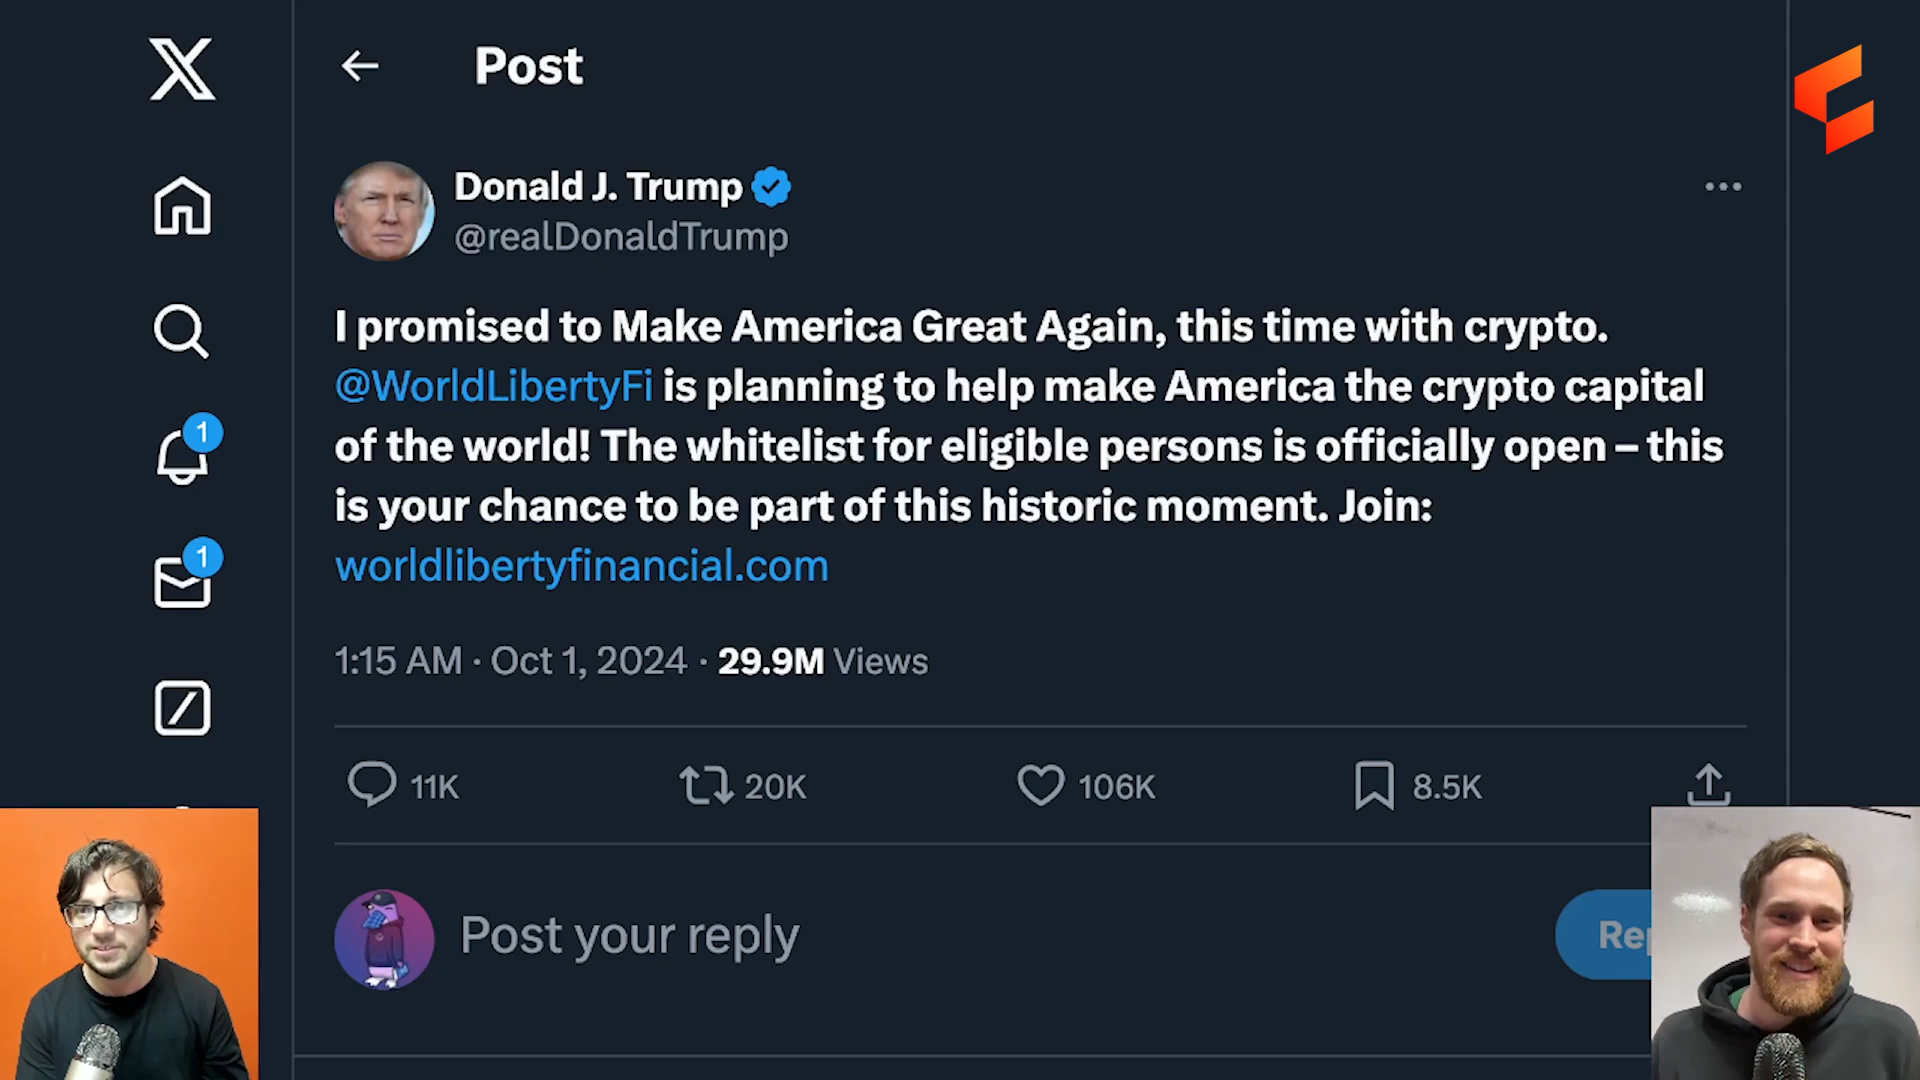 Post
Donald J. Trump
@realDonaldTrump
I promised to Make America Great Again, this time with crypto.
@WorldLibertyFi is planning to help make America the crypto capital
of the world! The whitelist for eligible persons is officially open – this
is your chance to be part of this historic moment. Join:
worldlibertyfinancial.com
1:15 AM · Oct 1, 2024 · 29.9M Views
1
1
11K 20K 106K 8.5K
Post your reply